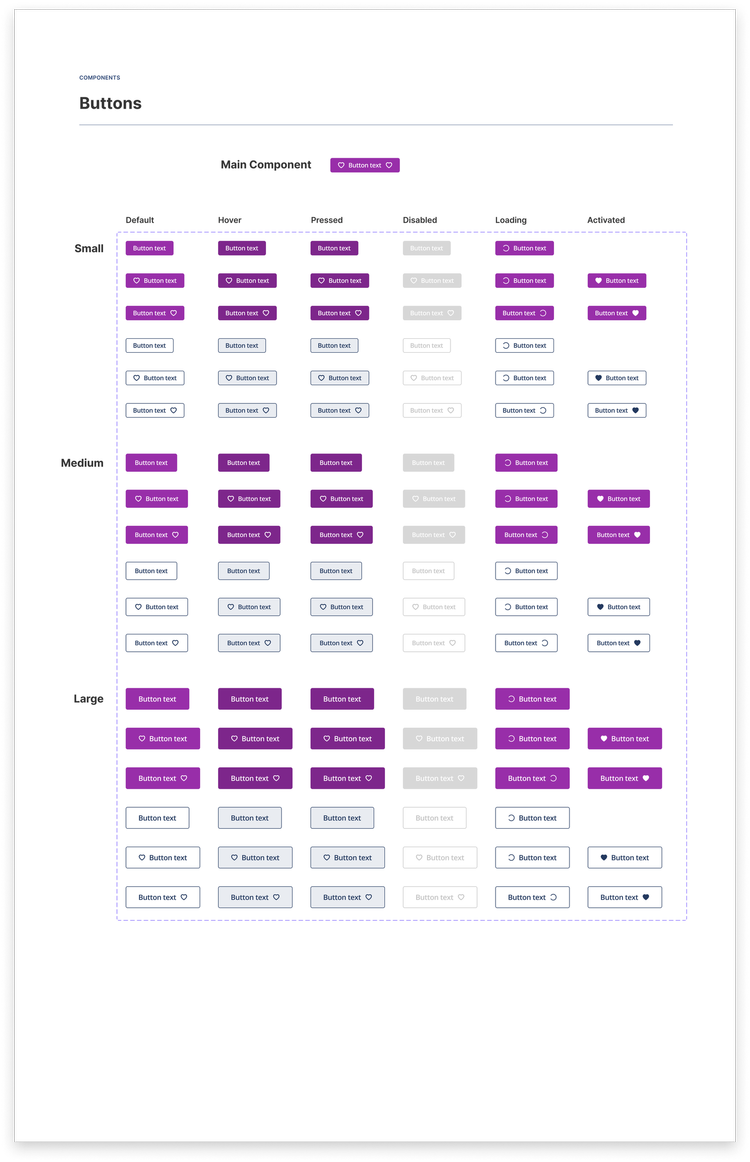 COMPONENTS
Buttons
Main Component Button text
Default Hover Pressed Disabled Loading Activated
Small Button text Button text Button text Button text Button text
Button text Button text Button text Button text Button text Button text
Button text Button text Button text Button text Button text Button text
Button text Button text Button text Button text Button text
Button text Button text Button text Button text Button text Button text
Button text Button text Button text Button text Button text Button text
Medium Button text Button text Button text Button text Button text
Button text Button text Button text Button text Button text Button text
Button text Button text Button text Button text Button text Button text
Button text Button text Button text Button text Button text
Button text Button text Button text Button text Button text Button text
Button text Button text Button text Button text Button text Button text
Large Button text Button text Button text Button text Button text
Button text Button text Button text Button text Button text Button text
Button text Button text Button text Button text Button text Button text
Button text Button text Button text Button text Button text
Button text Button text Button text Button text Button text Button text
Button text Button text Button text Button text Button text Button text